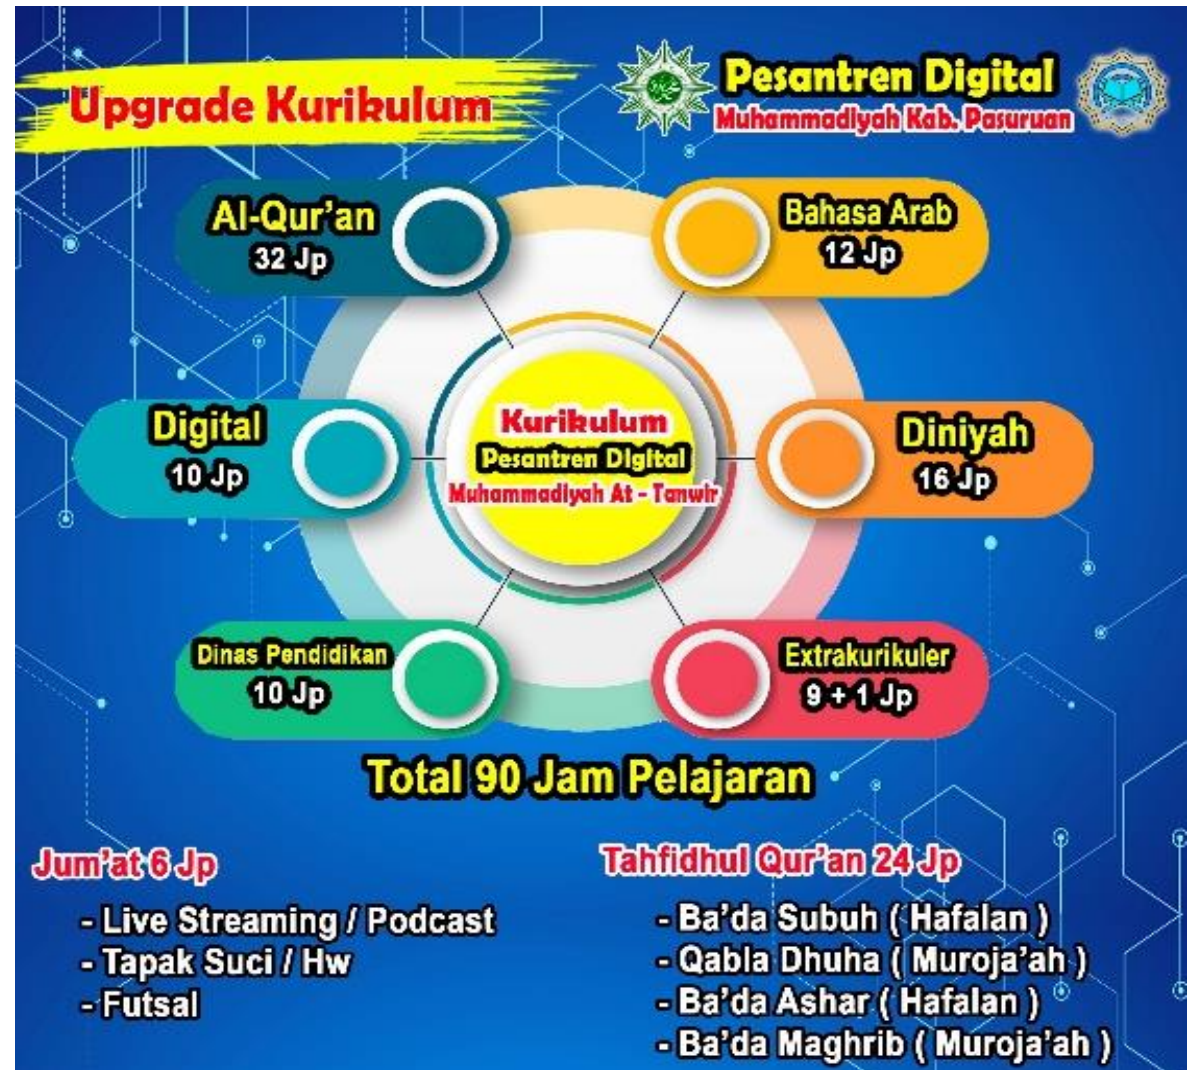 Upgrade Kurikulum
Pesantren Digital
Muhammadiyah Kab. Pasuruan
Al-Qur'an
32 Jp
Bahasa Arab
12 Jp
Digital
10 Jp
Kurikulum
Pesantren Digital
Muhammadiyah At - Tanwir
Diniyah
16 Jp
Dinas Pendidikan
10 Jp
Extrakurikuler
9 + 1 Jp
Total 90 Jam Pelajaran
Jum'at 6 Jp
- Live Streaming / Podcast
- Tapak Suci / Hw
- Futsal
Tahfidhul Qur'an 24 Jp
- Ba'da Subuh ( Hafalan )
- Qabla Dhuha ( Muroja'ah )
- Ba'da Ashar ( Hafalan )
- Ba'da Maghrib ( Muroja'ah )